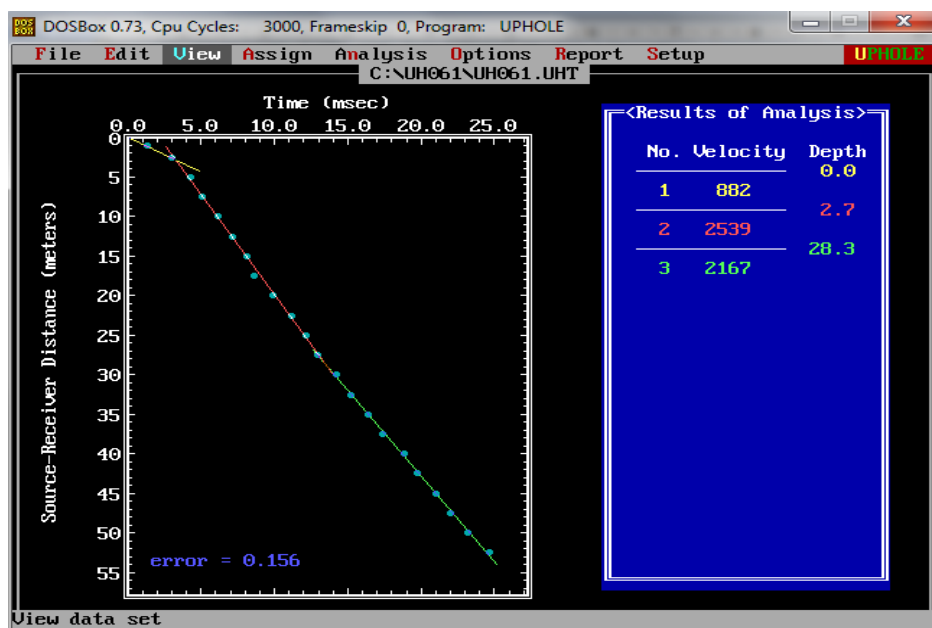 DOSBox 0.73, Cpu Cycles: 3000, Frameskip 0, Program: UPHOLE
File Edit View Assign Analysis Options Report Setup UPHOLE
C:\UH061\UH061.UHT
Time (msec)
0.0 5.0 10.0 15.0 20.0 25.0
Source-Receiver Distance (meters)
0
5
10
15
20
25
30
35
40
45
50
55
error = 0.156
<Results of Analysis>
No. Velocity Depth
0.0
1 882
2.7
2 2539
28.3
3 2167
View data set